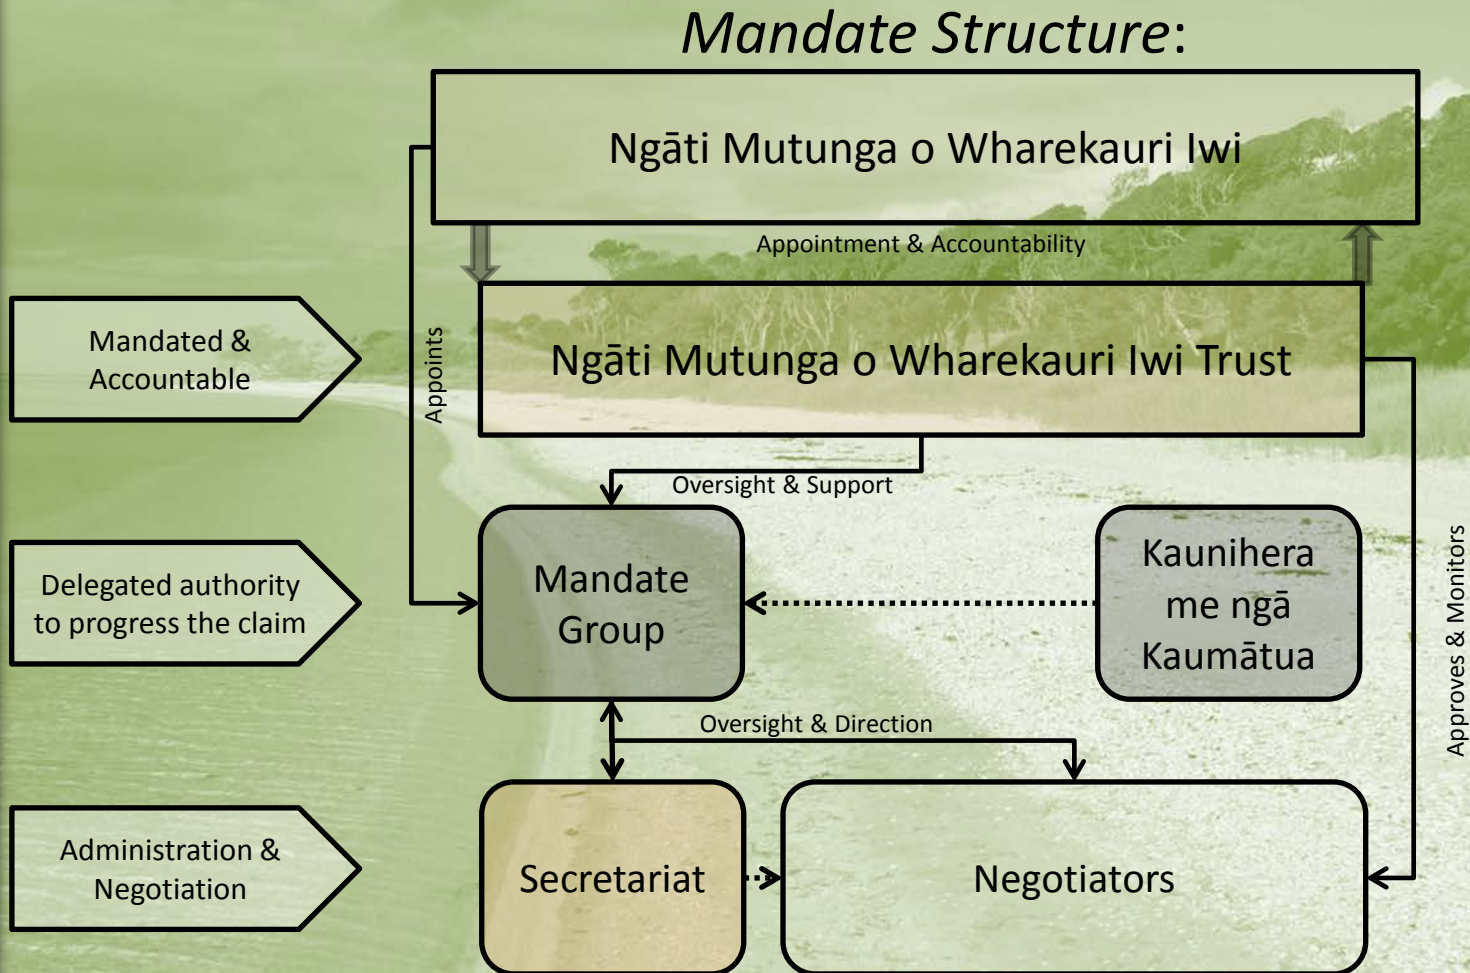 Mandate Structure:
Ngāti Mutunga o Wharekauri Iwi
Appointment & Accountability
Mandated &
Accountable
Appoints
Ngāti Mutunga o Wharekauri Iwi Trust
Oversight & Support
Delegated authority
to progress the claim
Mandate
Group
Kaunihera
me ngā
Kaumātua
Approves & Monitors
Oversight & Direction
Administration &
Negotiation
Secretariat
Negotiators